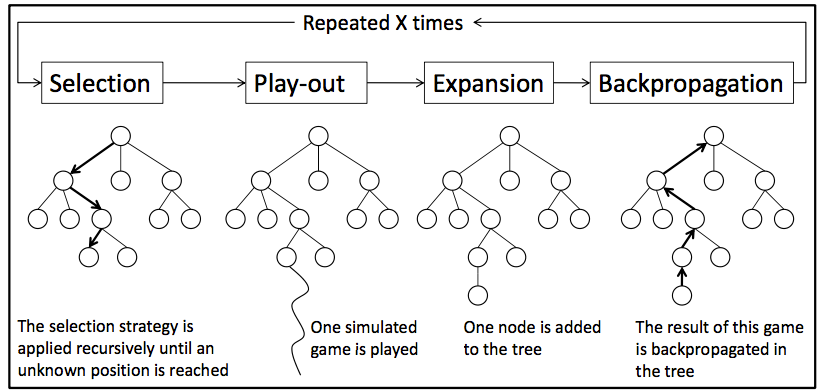 Repeated X times
Selection
Play-out
Expansion
Backpropagation
The selection strategy is
applied recursively until an
unknown position is reached
One simulated
game is played
One node is added
to the tree
The result of this game
is backpropagated in
the tree